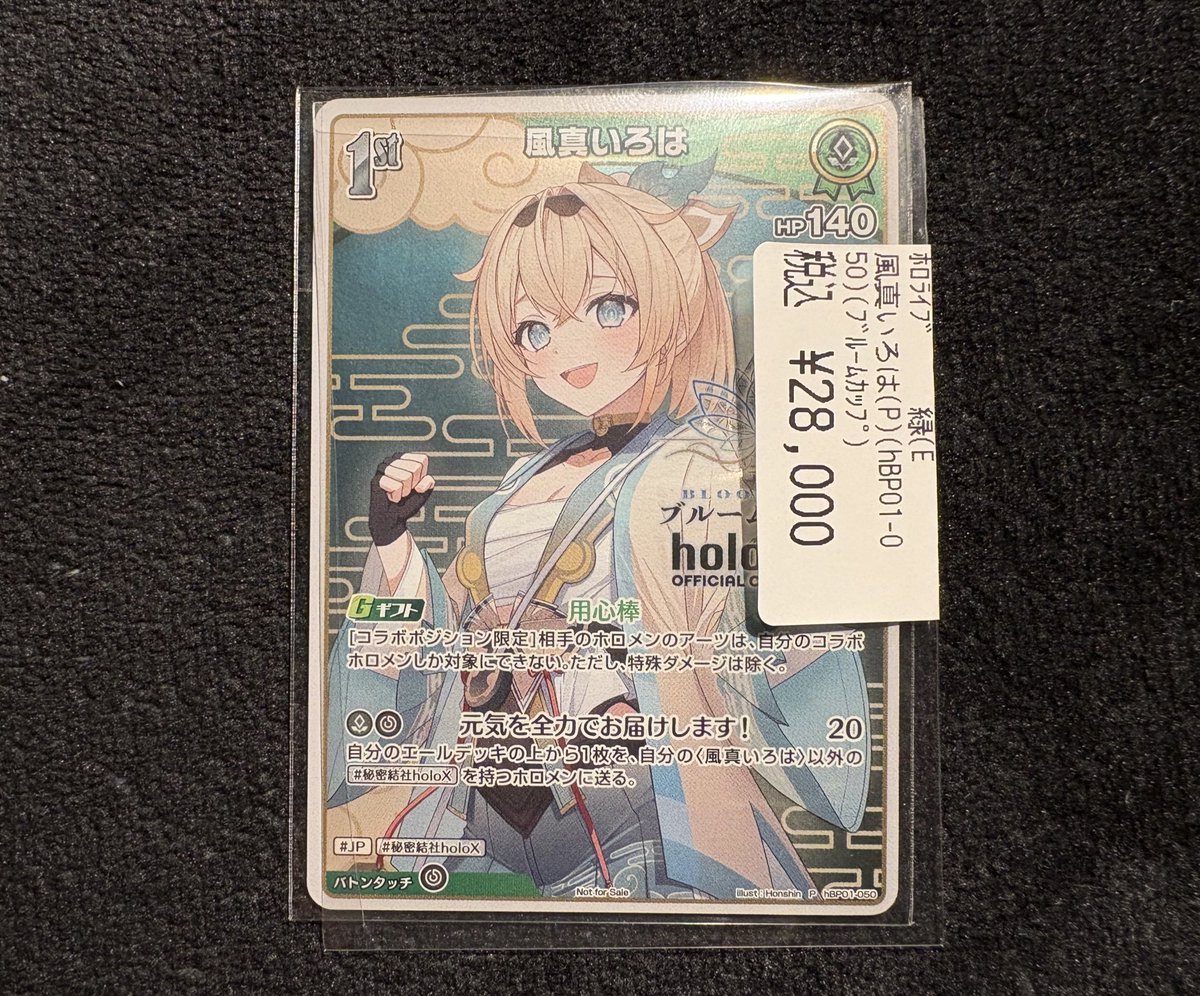 1st
風真いろは
HP140
BLOO
ブルーム
holo
OFFICIAL C
Gギフト 用心棒
[コラボポジション限定]相手のホロメンのアーツは、自分のコラボ
ホロメンしか対象にできない。ただし、特殊ダメージは除く。
元気を全力でお届けします! 20
自分のエールデッキの上から1枚を、自分の〈風真いろは〉以外の
#秘密結社holoXを持つホロメンに送る。
#JP #秘密結社holoX
バトンタッチ
Not for Sale
illust:Honshin P hBP01-050
ﾎﾛﾗｲﾌﾞ 緑(E
風真いろは(P)(hBP01-0
50)(ﾌﾞﾙｰﾑｶｯﾌﾟ)
税込 ¥28,000